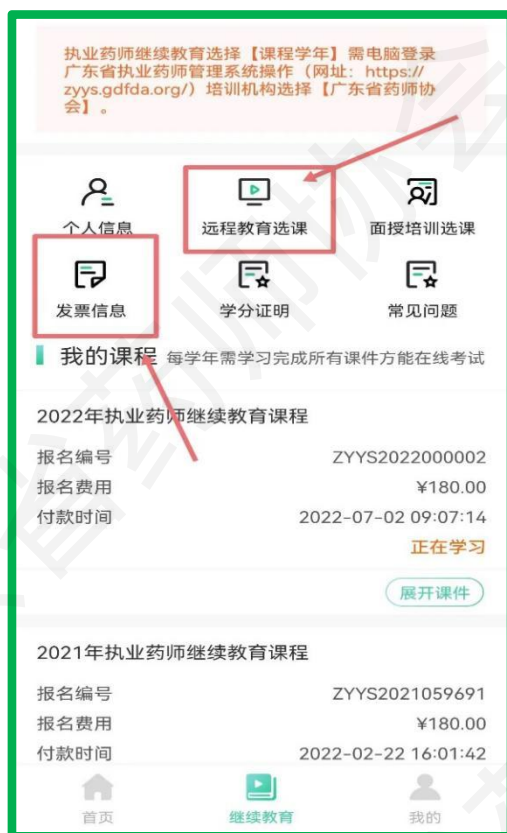 执业药师继续教育选择【课程学年】需电脑登录
广东省执业药师管理系统操作（网址：https://
zyys.gdfda.org/）培训机构选择【广东省药师协
会】。
个人信息
远程教育选课
面授培训选课
发票信息
学分证明
常见问题
我的课程 每学年需学习完成所有课件方能在线考试
2022年执业药师继续教育课程
报名编号 ZYYS2022000002
报名费用 ¥180.00
付款时间 2022-07-02 09:07:14
正在学习
展开课件
2021年执业药师继续教育课程
报名编号 ZYYS2021059691
报名费用 ¥180.00
付款时间 2022-02-22 16:01:42
首页 继续教育 我的
省药师协会